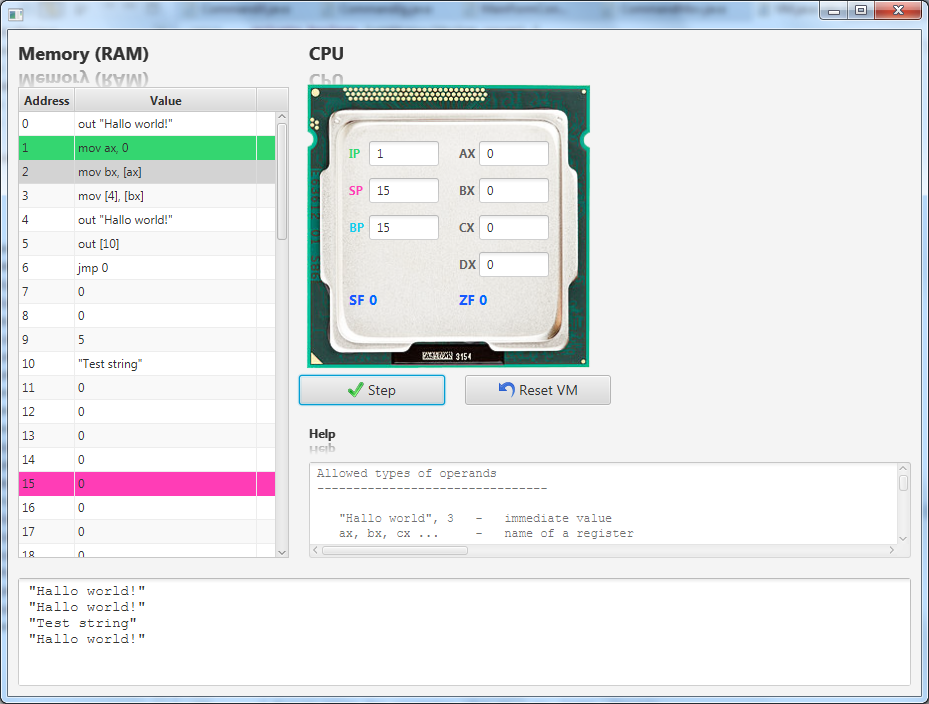 Memory (RAM)
Address Value
0 out "Hallo world!"
1 mov ax, 0
2 mov bx, [ax]
3 mov [4], [bx]
4 out "Hallo world!"
5 out [10]
6 jmp 0
7 0
8 0
9 5
10 "Test string"
11 0
12 0
13 0
14 0
15 0
16 0
17 0
18 0
CPU
IP 1 AX 0
SP 15 BX 0
BP 15 CX 0
DX 0
SF 0 ZF 0
3154
Step Reset VM
Help
Allowed types of operands
--------------------------------
"Hallo world", 3 - immediate value
ax, bx, cx ... - name of a register
"Hallo world!"
"Hallo world!"
"Test string"
"Hallo world!"